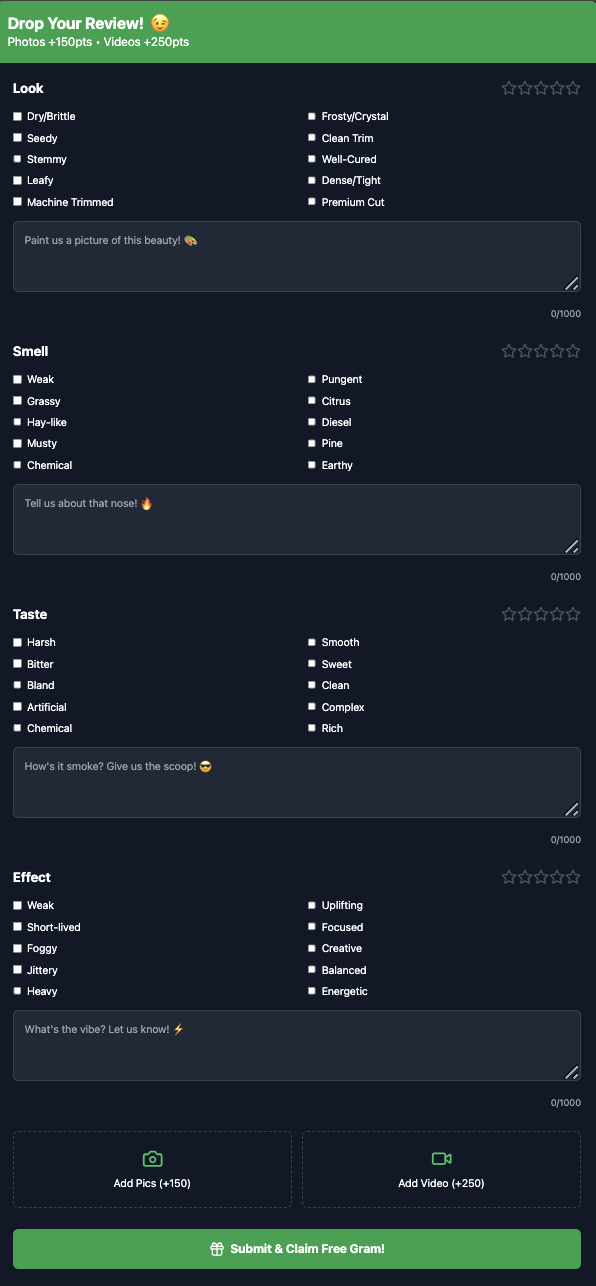 Drop Your Review! 😉
Photos +150pts • Videos +250pts
Look
Dry/Brittle
Frosty/Crystal
Seedy
Clean Trim
Stemmy
Well-Cured
Leafy
Dense/Tight
Machine Trimmed
Premium Cut
Paint us a picture of this beauty! 🎨
0/1000
Smell
Weak
Pungent
Grassy
Citrus
Hay-like
Diesel
Musty
Pine
Chemical
Earthy
Tell us about that nose! 🔥
0/1000
Taste
Harsh
Smooth
Bitter
Sweet
Bland
Clean
Artificial
Complex
Chemical
Rich
How's it smoke? Give us the scoop! 😎
0/1000
Effect
Weak
Uplifting
Short-lived
Focused
Foggy
Creative
Jittery
Balanced
Heavy
Energetic
What's the vibe? Let us know! ⚡
0/1000
Add Pics (+150)
Add Video (+250)
Submit & Claim Free Gram!